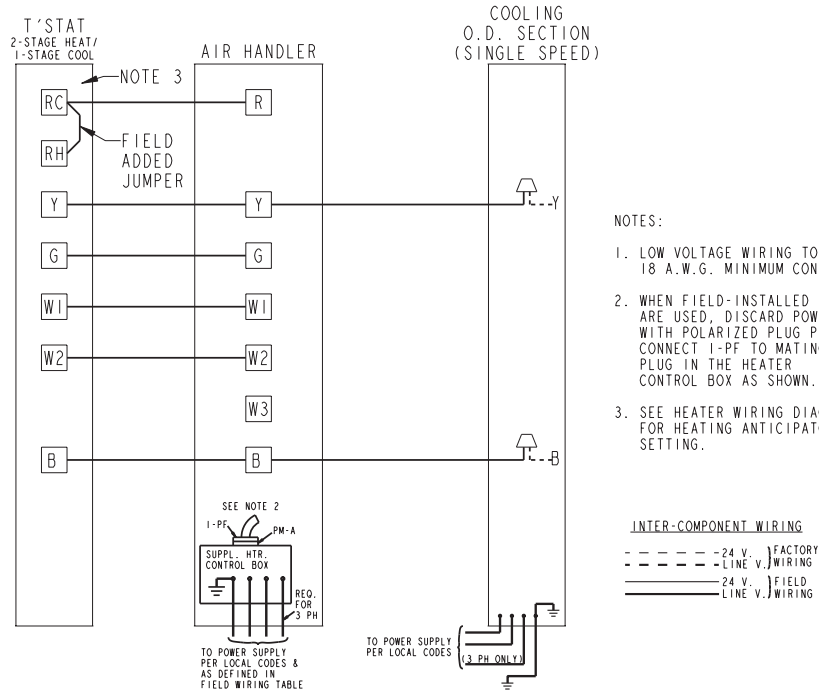 T'STAT
2-STAGE HEAT/
1-STAGE COOL
AIR HANDLER
COOLING
O.D. SECTION
(SINGLE SPEED)
NOTE 3
RC
R
FIELD
ADDED
JUMPER
RH
Y
Y
Y
G
G
W1
W1
W2
W2
W3
B
B
B
SEE NOTE 2
1-PF
PM-A
SUPPL. HTR.
CONTROL BOX
REQ.
FOR
3 PH
TO POWER SUPPLY
PER LOCAL CODES &
AS DEFINED IN
FIELD WIRING TABLE
TO POWER SUPPLY
PER LOCAL CODES
(3 PH ONLY)
NOTES:
1. LOW VOLTAGE WIRING TO
18 A.W.G. MINIMUM CON
2. WHEN FIELD-INSTALLED
ARE USED, DISCARD POW
WITH POLARIZED PLUG P
CONNECT 1-PF TO MATING
PLUG IN THE HEATER
CONTROL BOX AS SHOWN.
3. SEE HEATER WIRING DIAG
FOR HEATING ANTICIPATO
SETTING.
INTER-COMPONENT WIRING
24 V. } FACTORY
LINE V. } WIRING
24 V. } FIELD
LINE V. } WIRING